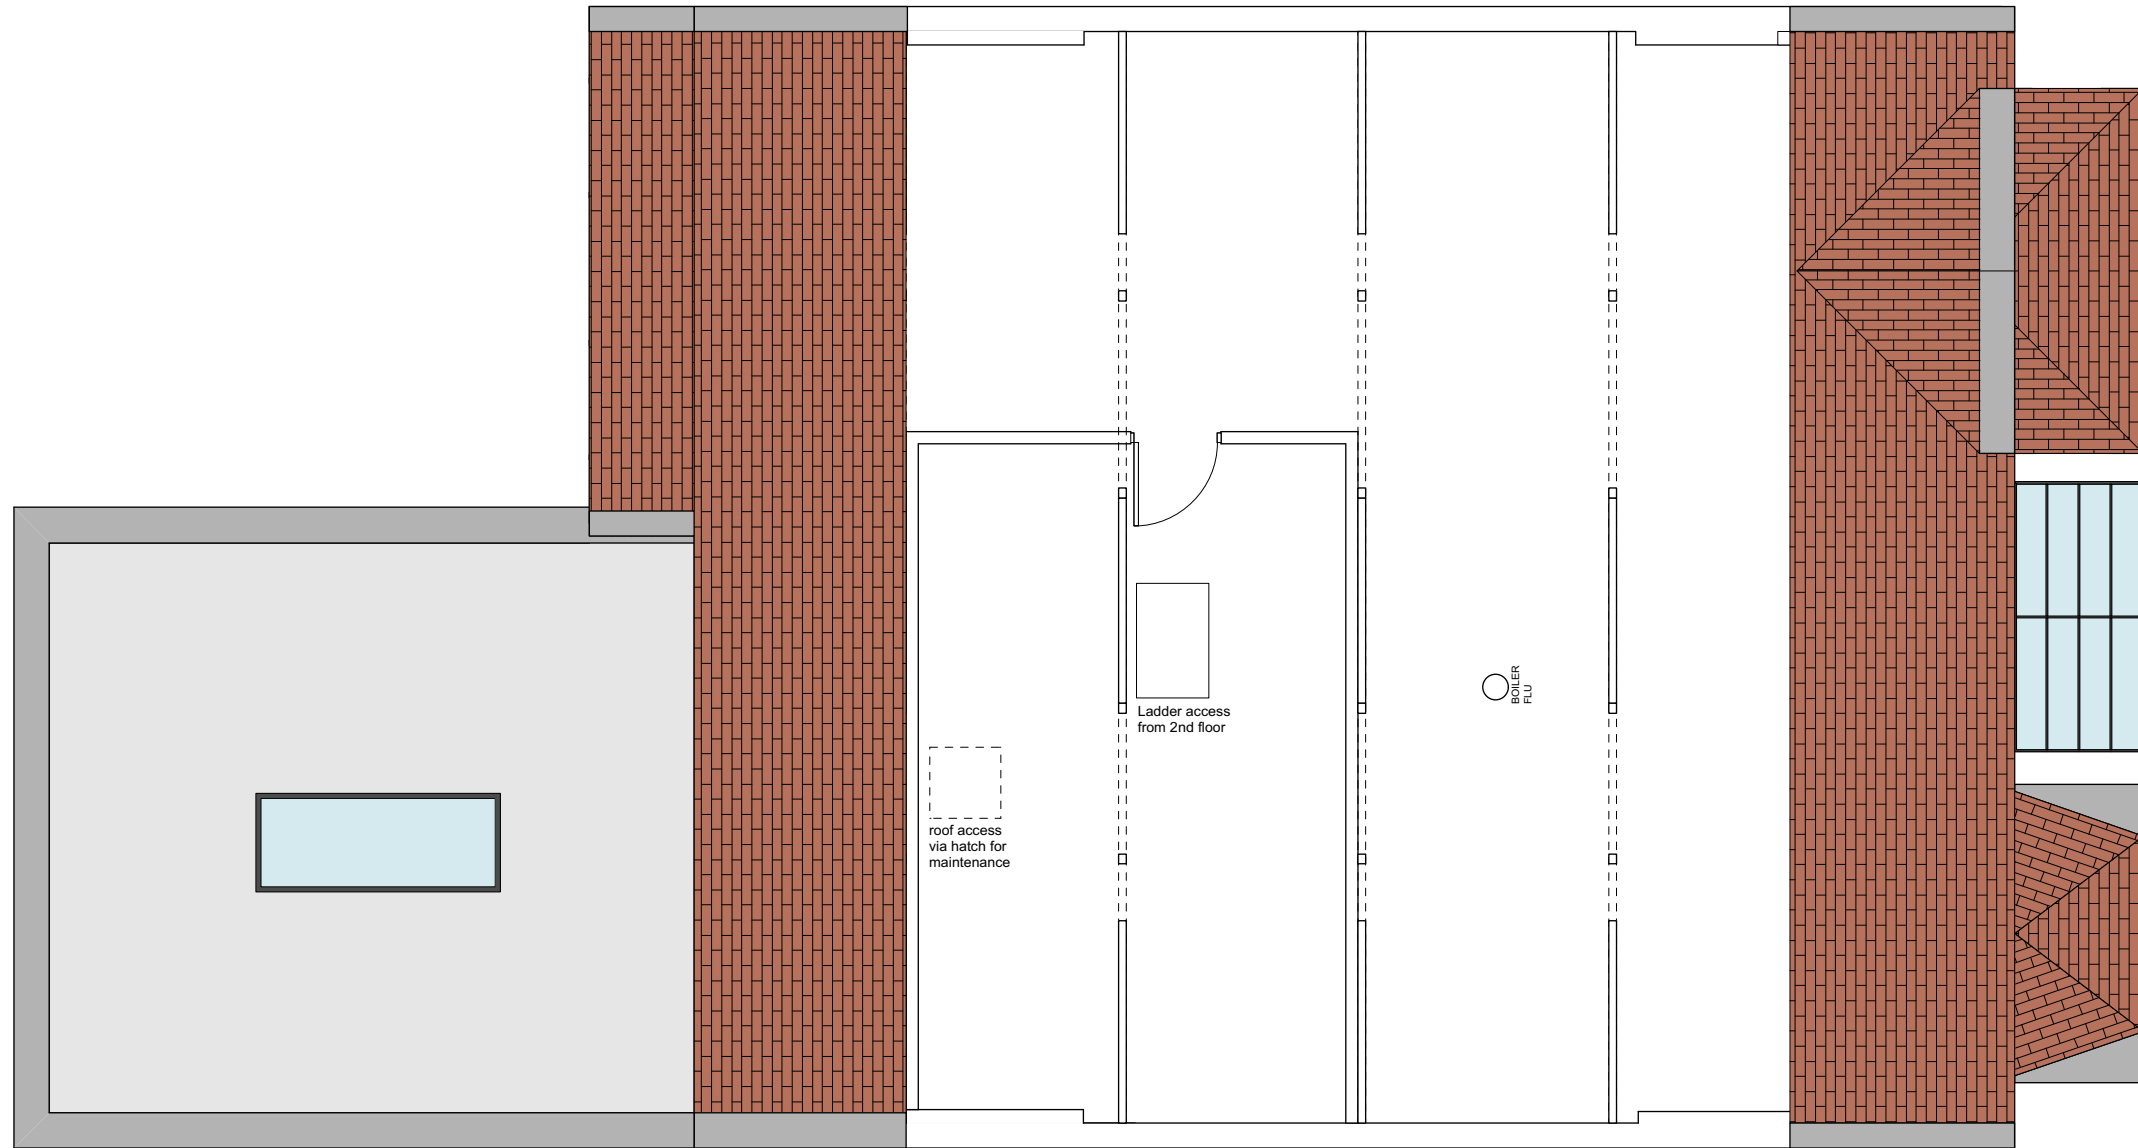 Ladder access
from 2nd floor
roof access
via hatch for
maintenance
BOILER
FLU